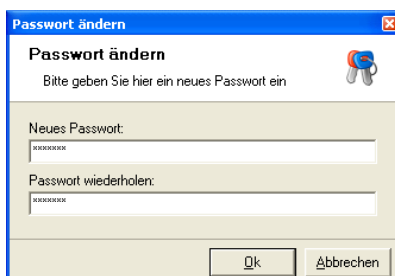 Passwort ändern
Passwort ändern
Bitte geben Sie hier ein neues Passwort ein
Neues Passwort:
×××××××
Passwort wiederholen:
×××××××
Ok
Abbrechen